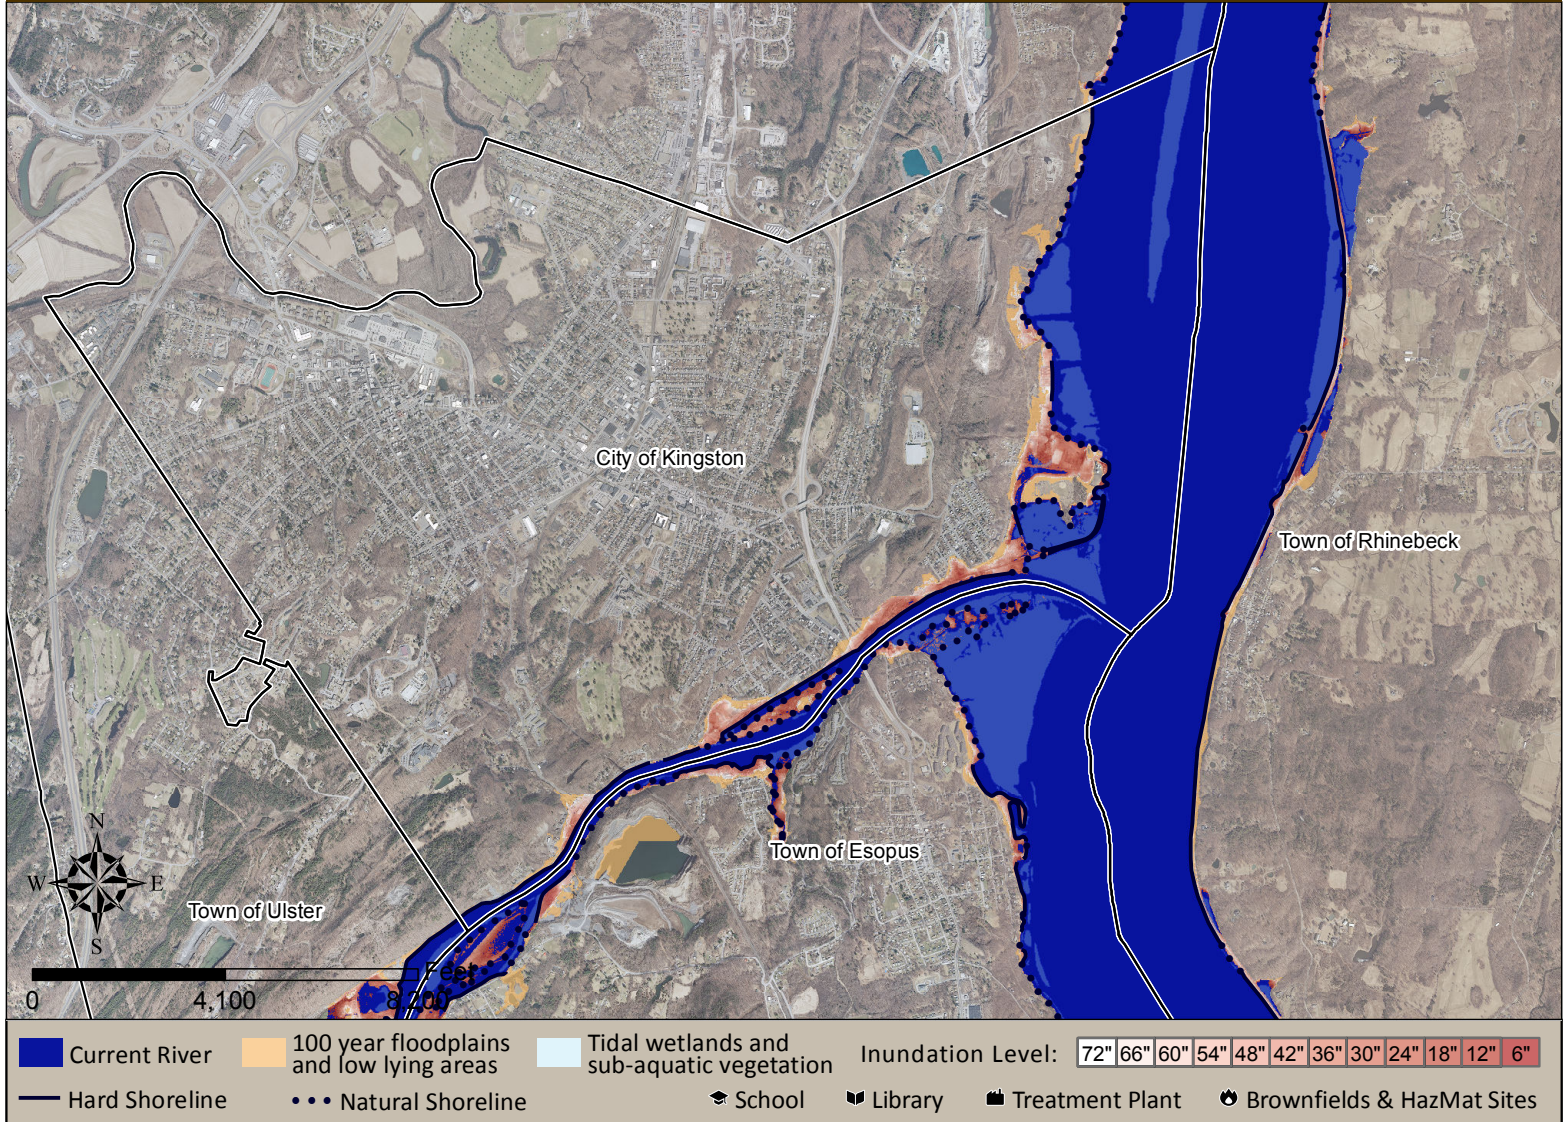 City of Kingston
Town of Rhinebeck
Town of Esopus
Town of Ulster
N
W E
S
Feet
0 4,100 8,200
Current River
100 year floodplains
and low lying areas
Tidal wetlands and
sub-aquatic vegetation
Inundation Level: 72" 66" 60" 54" 48" 42" 36" 30" 24" 18" 12" 6"
Hard Shoreline
Natural Shoreline
School
Library
Treatment Plant
Brownfields & HazMat Sites